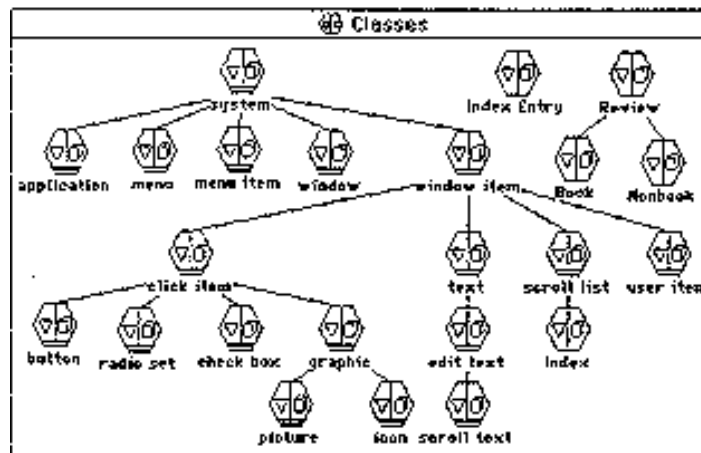 Classes
system
Index Entry
Review
application
menu
menu item
window
window item
Book
Nonbook
click item
text
scroll list
user item
button
radio set
check box
graphic
edit text
Index
picture
icon
scroll text